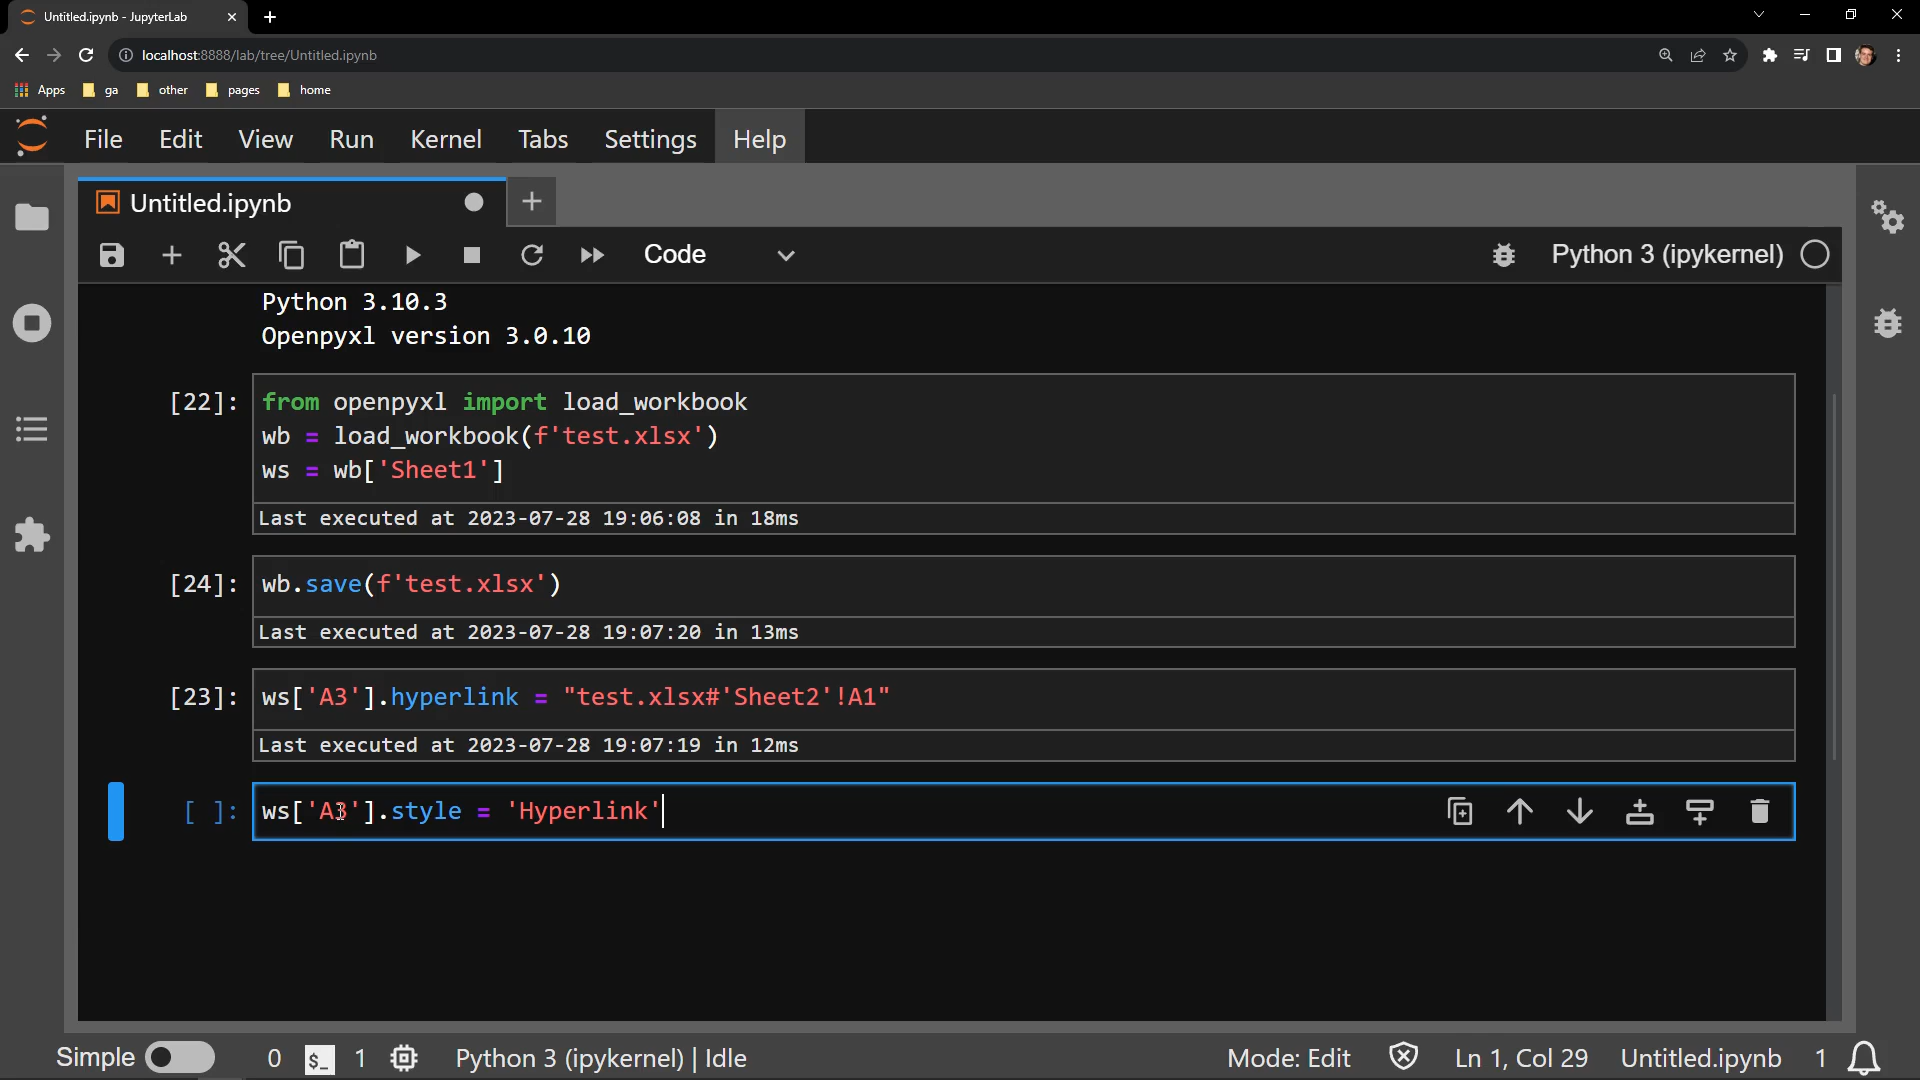 Untitled.ipynb - JupyterLab
localhost:8888/lab/tree/Untitled.ipynb
Apps ga other pages home
File Edit View Run Kernel Tabs Settings Help
Untitled.ipynb
Code Python 3 (ipykernel)
Python 3.10.3
Openpyxl version 3.0.10
[22]: from openpyxl import load_workbook
wb = load_workbook(f'test.xlsx')
ws = wb['Sheet1']
Last executed at 2023-07-28 19:06:08 in 18ms
[24]: wb.save(f'test.xlsx')
Last executed at 2023-07-28 19:07:20 in 13ms
[23]: ws['A3'].hyperlink = "test.xlsx#'Sheet2'!A1"
Last executed at 2023-07-28 19:07:19 in 12ms
[ ]: ws['A3'].style = 'Hyperlink'
Simple 0 $_ 1 Python 3 (ipykernel) | Idle Mode: Edit Ln 1, Col 29 Untitled.ipynb 1